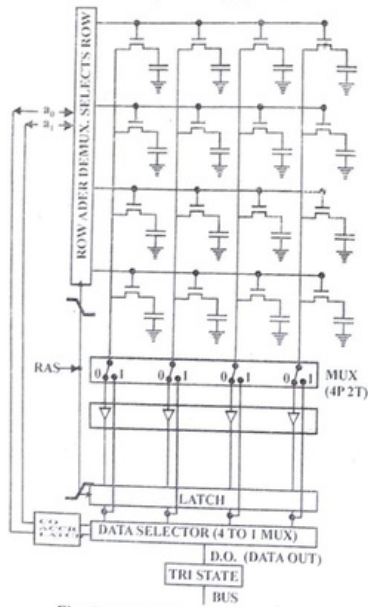 ROW ADER DEMUX. SELECTS ROW
a₀
a₁
RAS
0 1 0 1 0 1 0 1
MUX
(4P 2T)
LATCH
DATA SELECTOR (4 TO 1 MUX)
D.O. (DATA OUT)
TRI STATE
BUS